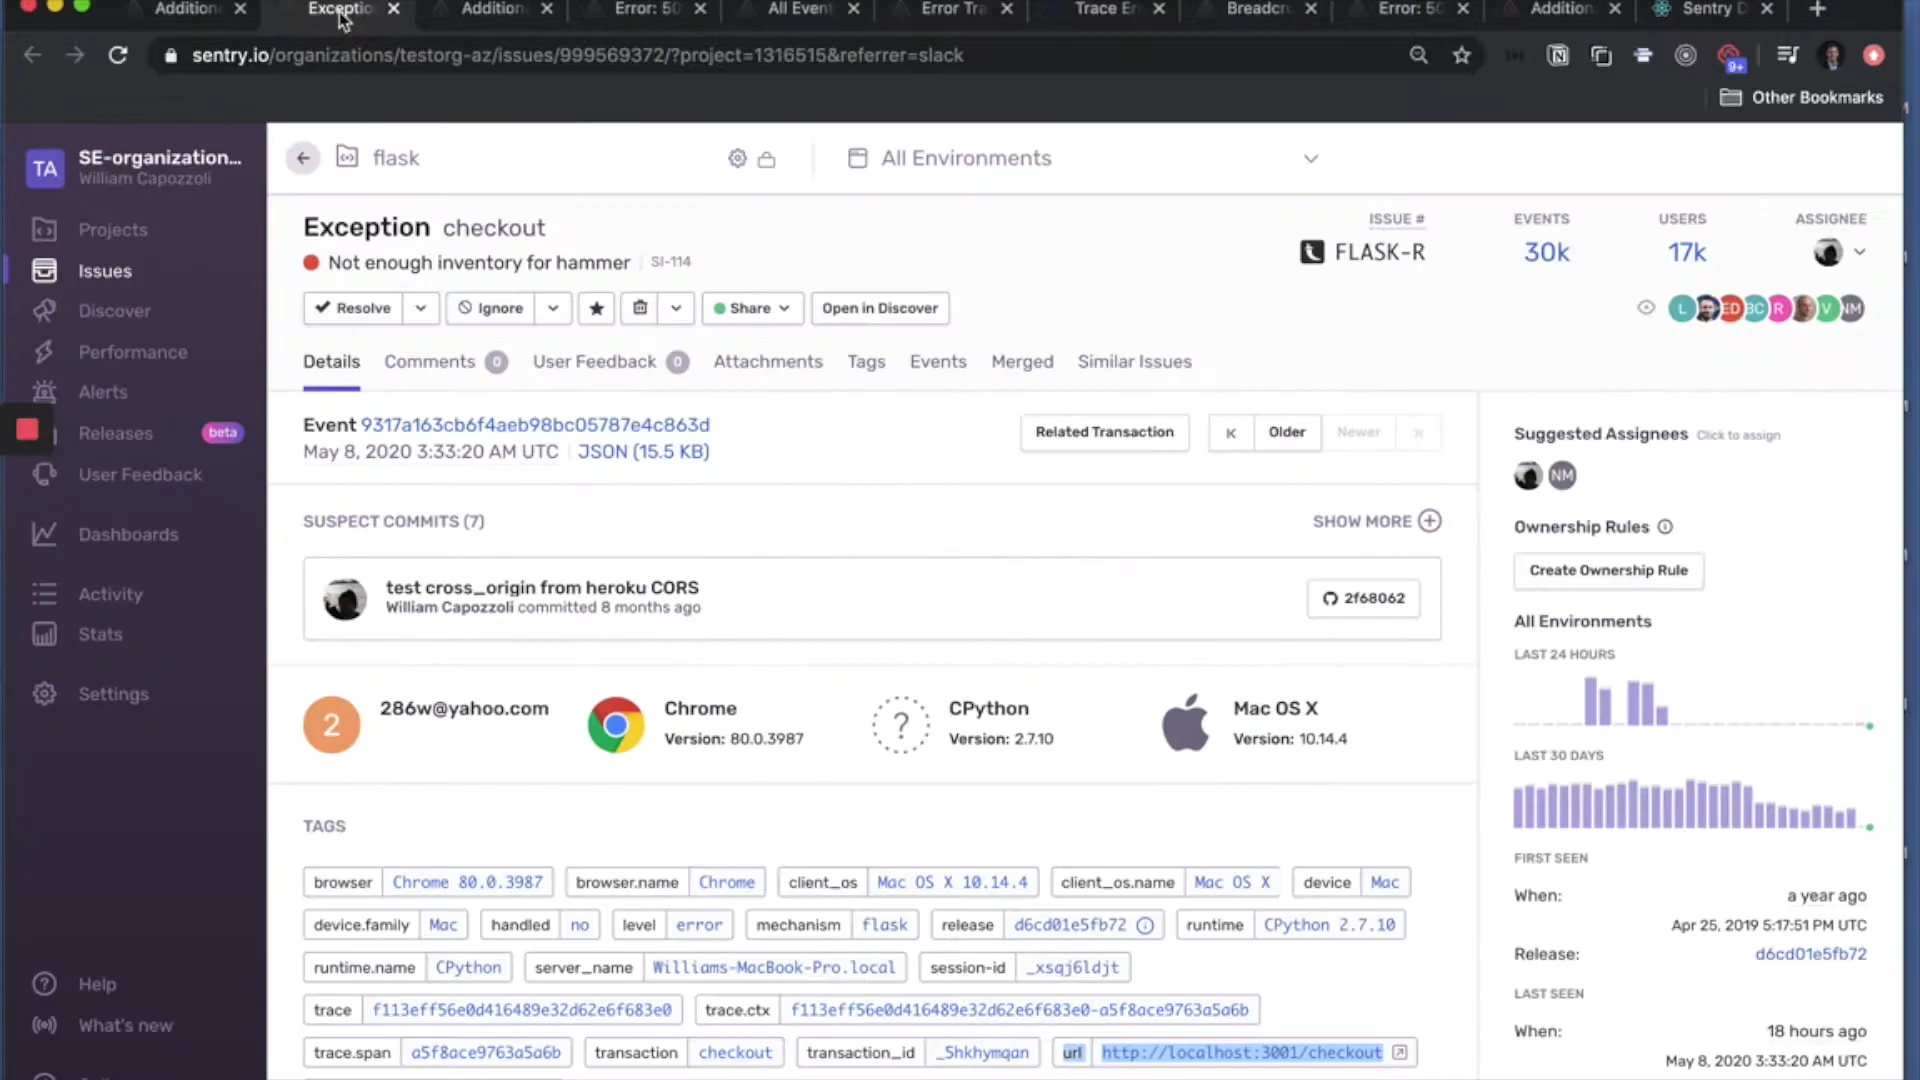 Addition
Exceptio
Addition
Error: 50
All Event
Error Tra
Trace Er
Breadcru
Error: 50
Addition
Sentry D
sentry.io/organizations/testorg-az/issues/999569372/?project=1316515&referrer=slack
9+
Other Bookmarks
TA
SE-organization...
William Capozzoli
Projects
Issues
Discover
Performance
Alerts
Releases beta
User Feedback
Dashboards
Activity
Stats
Settings
Help
What's new
flask
All Environments
Exception checkout
Not enough inventory for hammer SI-114
ISSUE # EVENTS USERS ASSIGNEE
FLASK-R 30k 17k
Resolve Ignore Share Open in Discover
L ED BC R V NM
Details Comments 0 User Feedback 0 Attachments Tags Events Merged Similar Issues
Event 9317a163cb6f4aeb98bc05787e4c863d
May 8, 2020 3:33:20 AM UTC JSON (15.5 KB)
Related Transaction Older Newer
SUSPECT COMMITS (7) SHOW MORE
test cross_origin from heroku CORS
William Capozzoli committed 8 months ago
2f68062
2 286w@yahoo.com
Chrome
Version: 80.0.3987
? CPython
Version: 2.7.10
Mac OS X
Version: 10.14.4
TAGS
browser Chrome 80.0.3987 browser.name Chrome client_os Mac OS X 10.14.4 client_os.name Mac OS X device Mac
device.family Mac handled no level error mechanism flask release d6cd01e5fb72 runtime CPython 2.7.10
runtime.name CPython server_name Williams-MacBook-Pro.local session-id _xsqj6ldjt
trace f113eff56e0d416489e32d62e6f683e0 trace.ctx f113eff56e0d416489e32d62e6f683e0-a5f8ace9763a5a6b
trace.span a5f8ace9763a5a6b transaction checkout transaction_id _5hkhymqan url http://localhost:3001/checkout
Suggested Assignees Click to assign
NM
Ownership Rules
Create Ownership Rule
All Environments
LAST 24 HOURS
LAST 30 DAYS
FIRST SEEN
When: a year ago
Apr 25, 2019 5:17:51 PM UTC
Release: d6cd01e5fb72
LAST SEEN
When: 18 hours ago
May 8, 2020 3:33:20 AM UTC